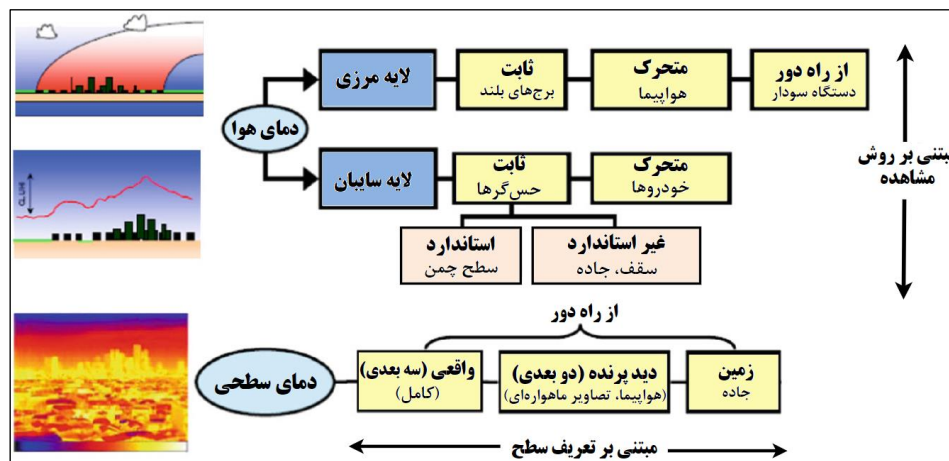 از راه دور
دستگاه سودار
متحرک
هواپیما
ثابت
برج‌های بلند
لایه مرزی
دمای هوا
مبتنی بر روش
مشاهده
متحرک
خودروها
ثابت
حس‌گرها
لایه سایبان
غیر استاندارد
سقف، جاده
استاندارد
سطح چمن
CLUHI
از راه دور
زمین
جاده
دید پرنده (دو بعدی)
(هواپیما، تصاویر ماهواره‌ای)
واقعی (سه بعدی)
(کامل)
دمای سطحی
مبتنی بر تعریف سطح